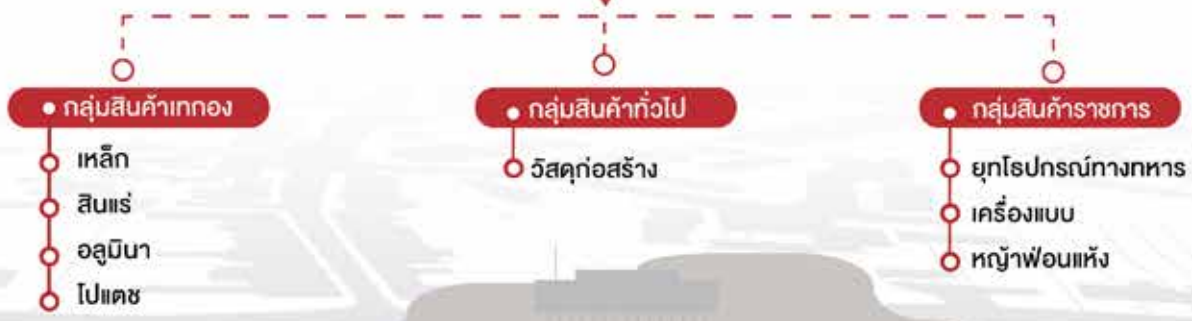 กลุ่มสินค้าเทกอง
เหล็ก
สินแร่
อลูมินา
โปแตช
กลุ่มสินค้าทั่วไป
วัสดุก่อสร้าง
กลุ่มสินค้าราชการ
ยุทโธปกรณ์ทางทหาร
เครื่องแบบ
หญ้าฟ่อนแห้ง